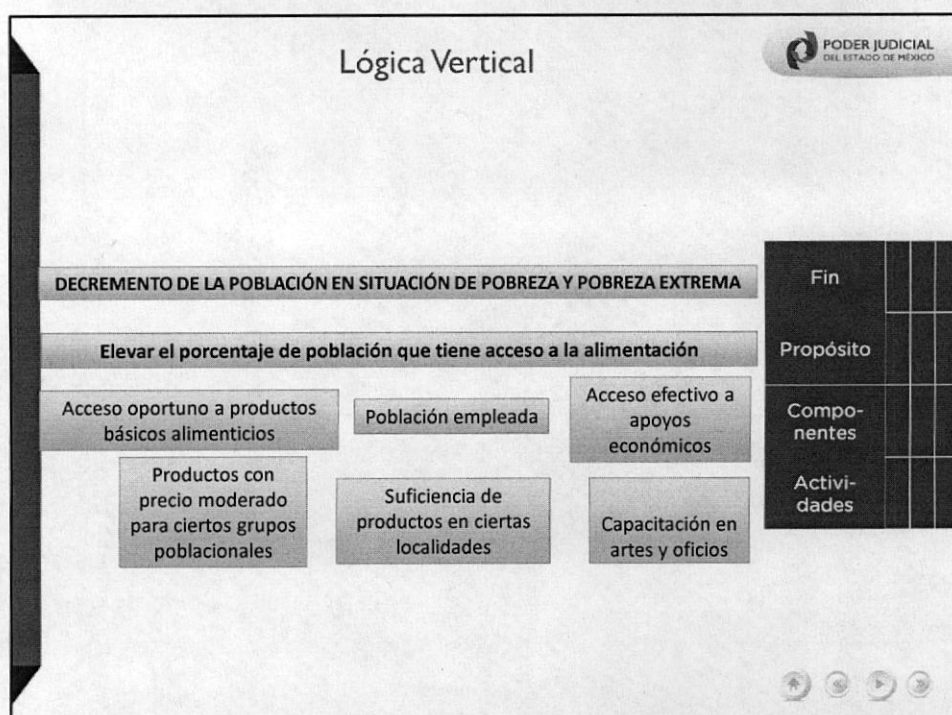 Lógica Vertical
PODER JUDICIAL
DEL ESTADO DE MÉXICO
DECREMENTO DE LA POBLACIÓN EN SITUACIÓN DE POBREZA Y POBREZA EXTREMA
Fin
Elevar el porcentaje de población que tiene acceso a la alimentación
Propósito
Acceso oportuno a productos
básicos alimenticios
Población empleada
Acceso efectivo a
apoyos
económicos
Compo-
nentes
Productos con
precio moderado
para ciertos grupos
poblacionales
Suficiencia de
productos en ciertas
localidades
Capacitación en
artes y oficios
Activi-
dades